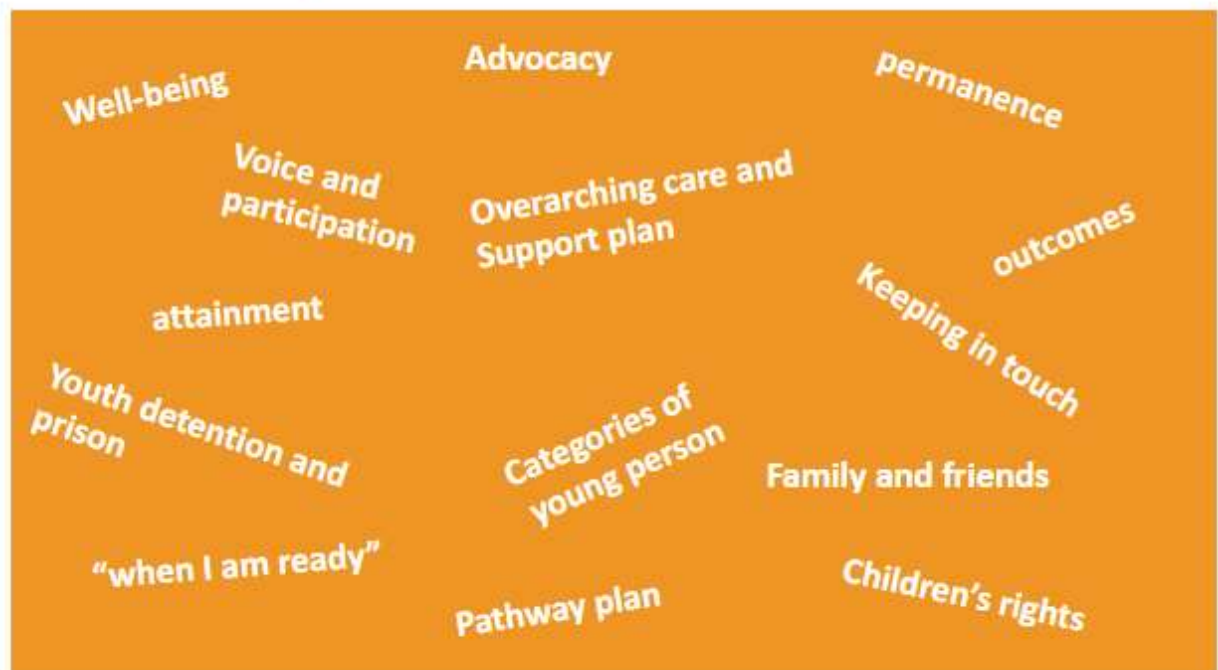 Advocacy
permanence
Well-being
Voice and
participation
Overarching care and
Support plan
outcomes
attainment
Keeping in touch
Youth detention and
prison
Categories of
young person
Family and friends
“when I am ready”
Pathway plan
Children’s rights